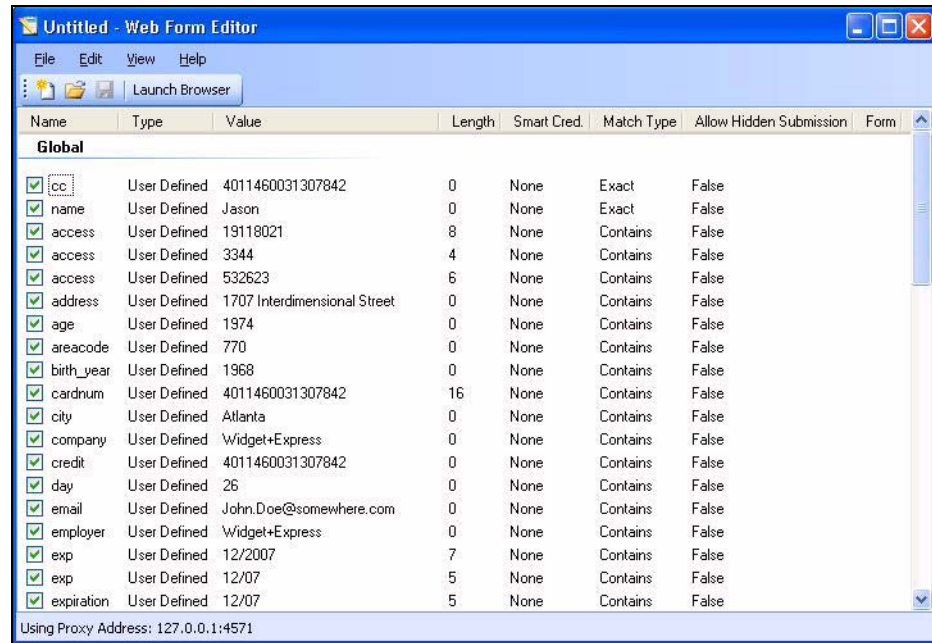 Untitled - Web Form Editor
File Edit View Help
Launch Browser
Name Type Value Length Smart Cred. Match Type Allow Hidden Submission Form
Global
cc User Defined 4011460031307842 0 None Exact False
name User Defined Jason 0 None Exact False
access User Defined 19118021 8 None Contains False
access User Defined 3344 4 None Contains False
access User Defined 532623 6 None Contains False
address User Defined 1707 Interdimensional Street 0 None Contains False
age User Defined 1974 0 None Contains False
areacode User Defined 770 0 None Contains False
birth_year User Defined 1968 0 None Contains False
cardnum User Defined 4011460031307842 16 None Contains False
city User Defined Atlanta 0 None Contains False
company User Defined Widget+Express 0 None Contains False
credit User Defined 4011460031307842 0 None Contains False
day User Defined 26 0 None Contains False
email User Defined John.Doe@somewhere.com 0 None Contains False
employer User Defined Widget+Express 0 None Contains False
exp User Defined 12/2007 7 None Contains False
exp User Defined 12/07 5 None Contains False
expiration User Defined 12/07 5 None Contains False
Using Proxy Address: 127.0.0.1:4571